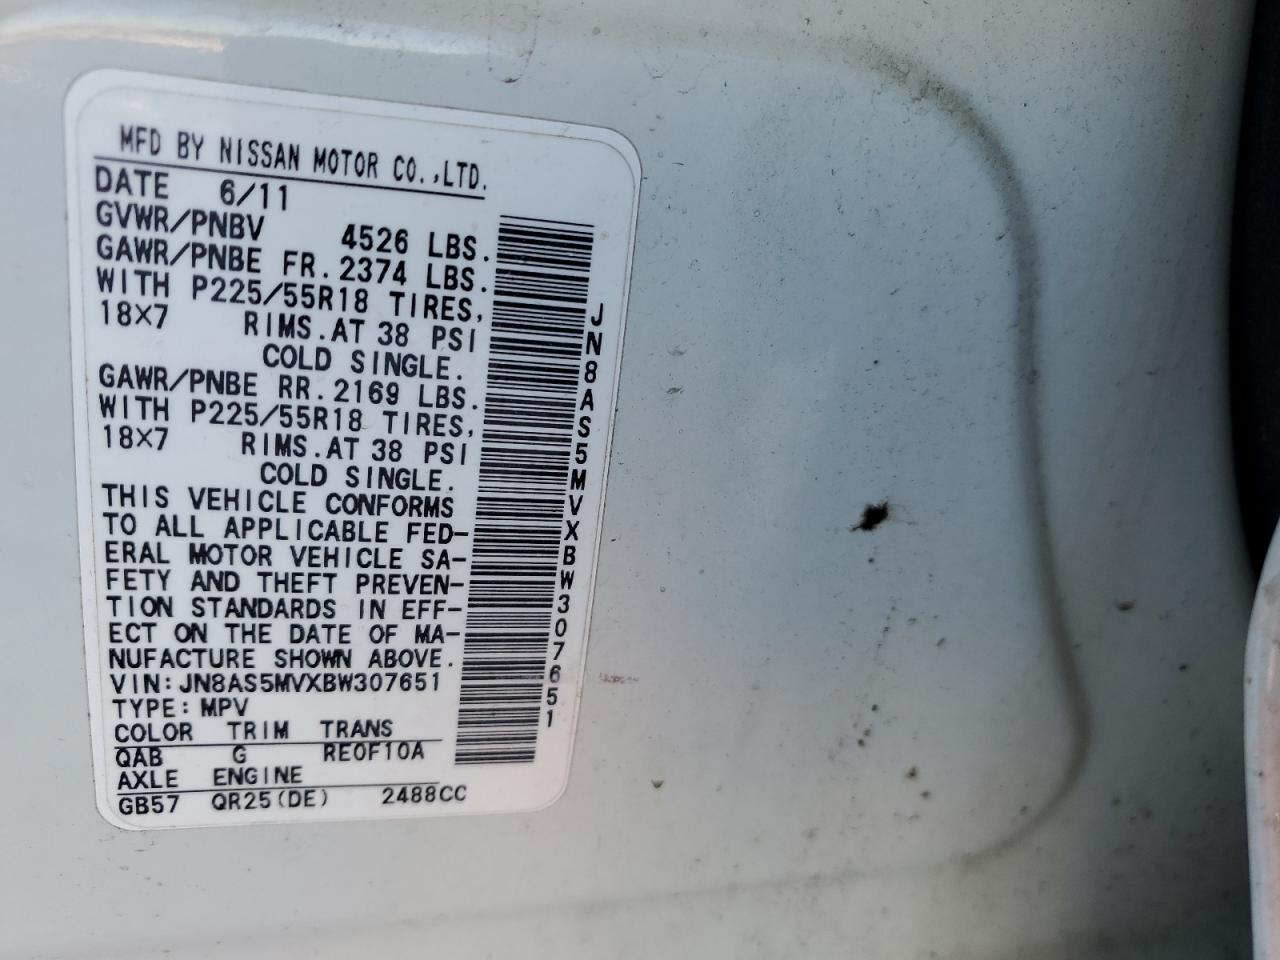 MFD BY NISSAN MOTOR CO.,LTD.
DATE 6/11
GVWR/PNBV 4526 LBS.
GAWR/PNBE FR.2374 LBS.
WITH P225/55R18 TIRES,
18X7 RIMS.AT 38 PSI
COLD SINGLE.
GAWR/PNBE RR.2169 LBS.
WITH P225/55R18 TIRES,
18X7 RIMS.AT 38 PSI
COLD SINGLE.
THIS VEHICLE CONFORMS
TO ALL APPLICABLE FED-
ERAL MOTOR VEHICLE SA-
FETY AND THEFT PREVEN-
TION STANDARDS IN EFF-
ECT ON THE DATE OF MA-
NUFACTURE SHOWN ABOVE.
VIN:JN8AS5MVXBW307651
TYPE:MPV
COLOR TRIM TRANS
QAB G RE0F10A
AXLE ENGINE
GB57 QR25(DE) 2488CC
JN8AS5MVXBW307651